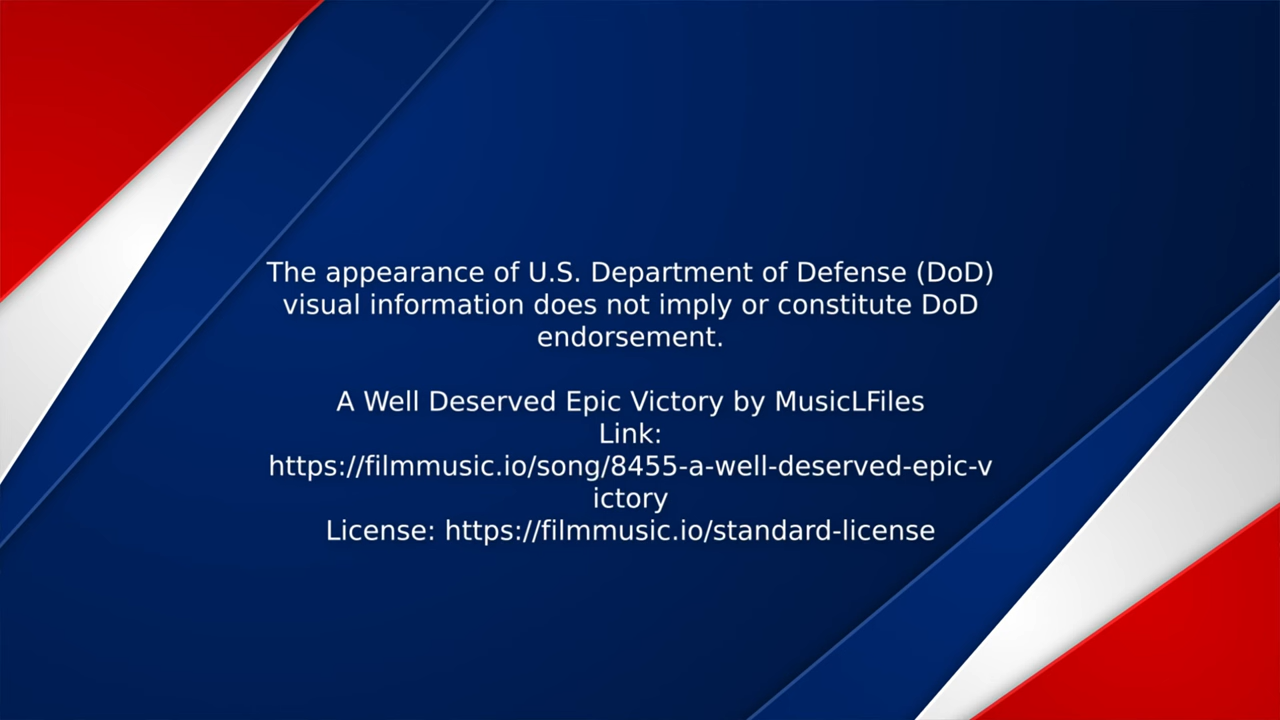 The appearance of U.S. Department of Defense (DoD)
visual information does not imply or constitute DoD
endorsement.
A Well Deserved Epic Victory by MusicLFiles
Link:
https://filmmusic.io/song/8455-a-well-deserved-epic-v
ictory
License: https://filmmusic.io/standard-license